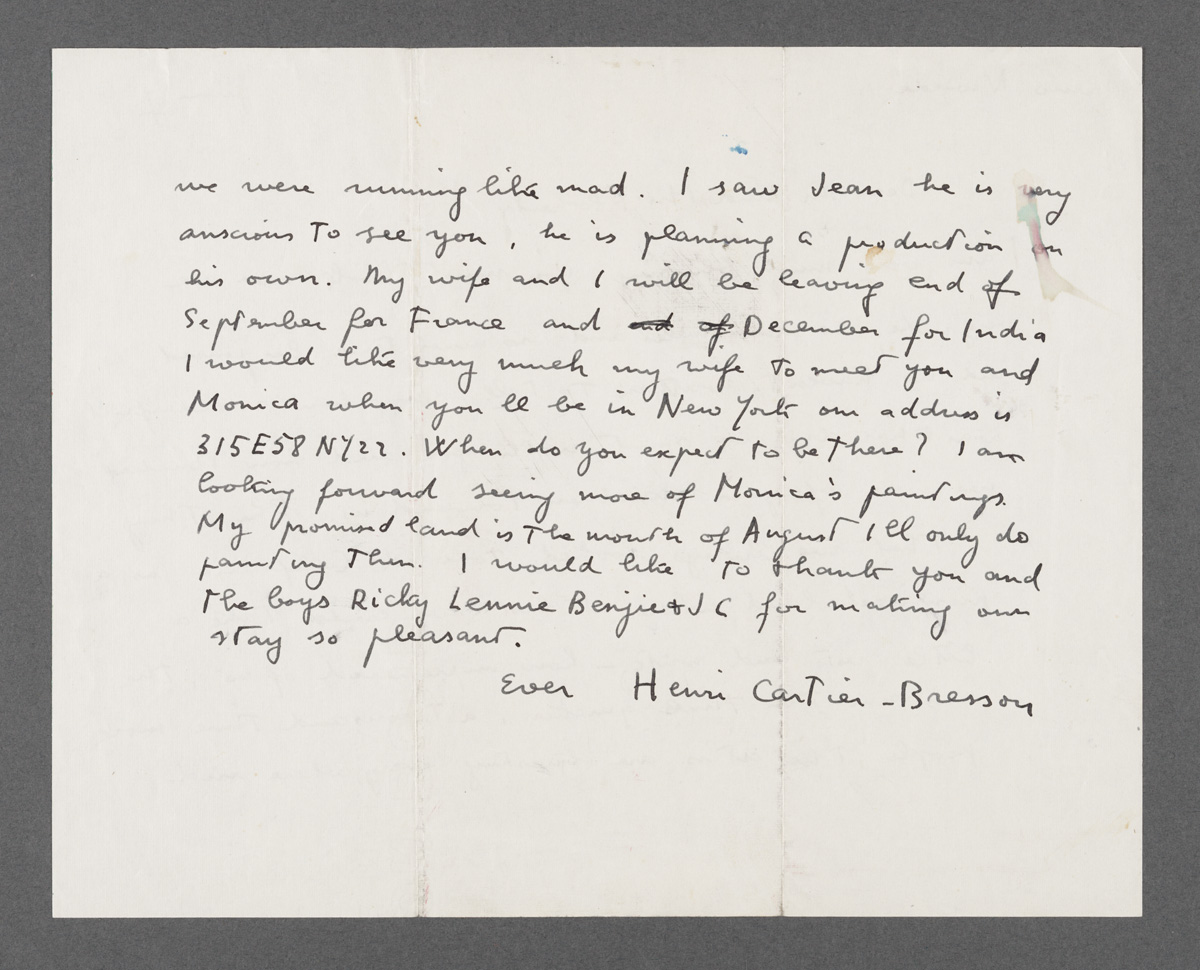 we were running like mad. I saw Jean he is very
anscious to see you, he is planning a production on
his own. My wife and I will be leaving end of
September for France and end of December for India
I would like very much my wife to meet you and
Monica when you ll be in New York our address is
315E58 NY22. When do you expect to be there? I am
looking forward seeing more of Monica's paintings.
My promised land is the month of August I ll only do
painting then. I would like to thank you and
the boys Ricky Lennie Benjie & J C for making our
stay so pleasant.
Ever Henri Cartier-Bresson